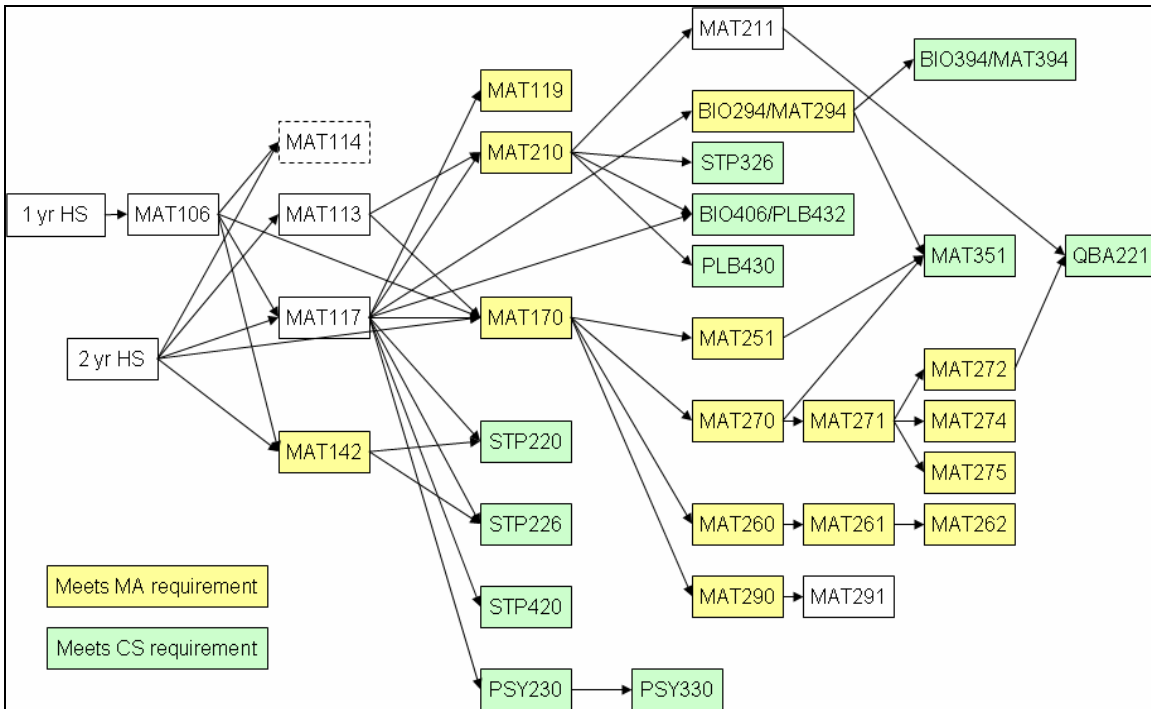 MAT211
BIO394/MAT394
MAT119
BIO294/MAT294
MAT114
MAT210
STP326
1 yr HS
MAT106
MAT113
BIO406/PLB432
PLB430
MAT351
QBA221
MAT117
MAT170
MAT251
2 yr HS
MAT272
MAT142
STP220
MAT270
MAT271
MAT274
MAT275
STP226
MAT260
MAT261
MAT262
Meets MA requirement
STP420
MAT290
MAT291
Meets CS requirement
PSY230
PSY330